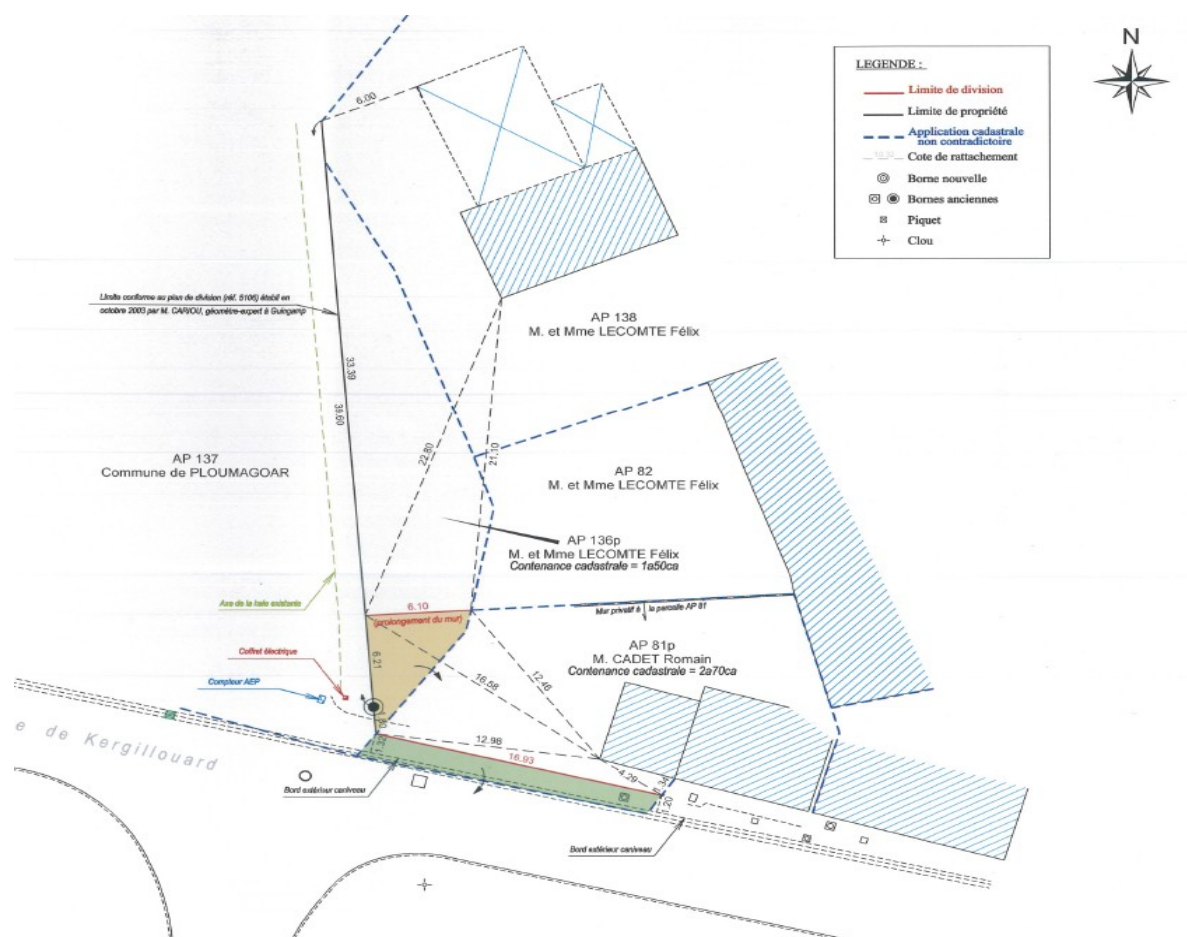 N
LEGENDE :
Limite de division
Limite de propriété
Application cadastrale
non contradictoire
Cote de rattachement
Borne nouvelle
Bornes anciennes
Piquet
Clou
6.00
Limite conforme au plan de division (réf. 5106) établi en
octobre 2003 par M. CARIOU, géomètre-expert à Guingamp
AP 138
M. et Mme LECOMTE Félix
33.39
38.60
22.80
21.10
AP 137
Commune de PLOUMAGOAR
AP 82
M. et Mme LECOMTE Félix
AP 136p
M. et Mme LECOMTE Félix
Contenance cadastrale = 1a50ca
Axe de la haie existante
6.10
(prolongement du mur)
Mur privatif à la parcelle AP 81
AP 81p
M. CADET Romain
Contenance cadastrale = 2a70ca
Coffret électrique
6.21
16.58
12.46
Compteur AEP
e de Kergillouard
1.32
12.98
16.93
4.29
Bord extérieur caniveau
Bord extérieur caniveau